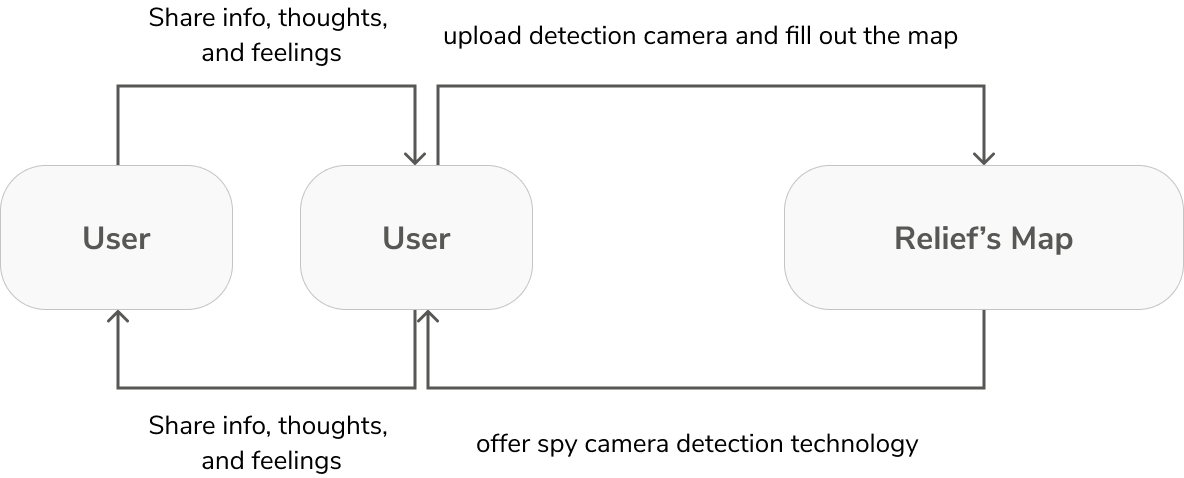 Share info, thoughts,
and feelings
upload detection camera and fill out the map
User
User
Relief’s Map
Share info, thoughts,
and feelings
offer spy camera detection technology